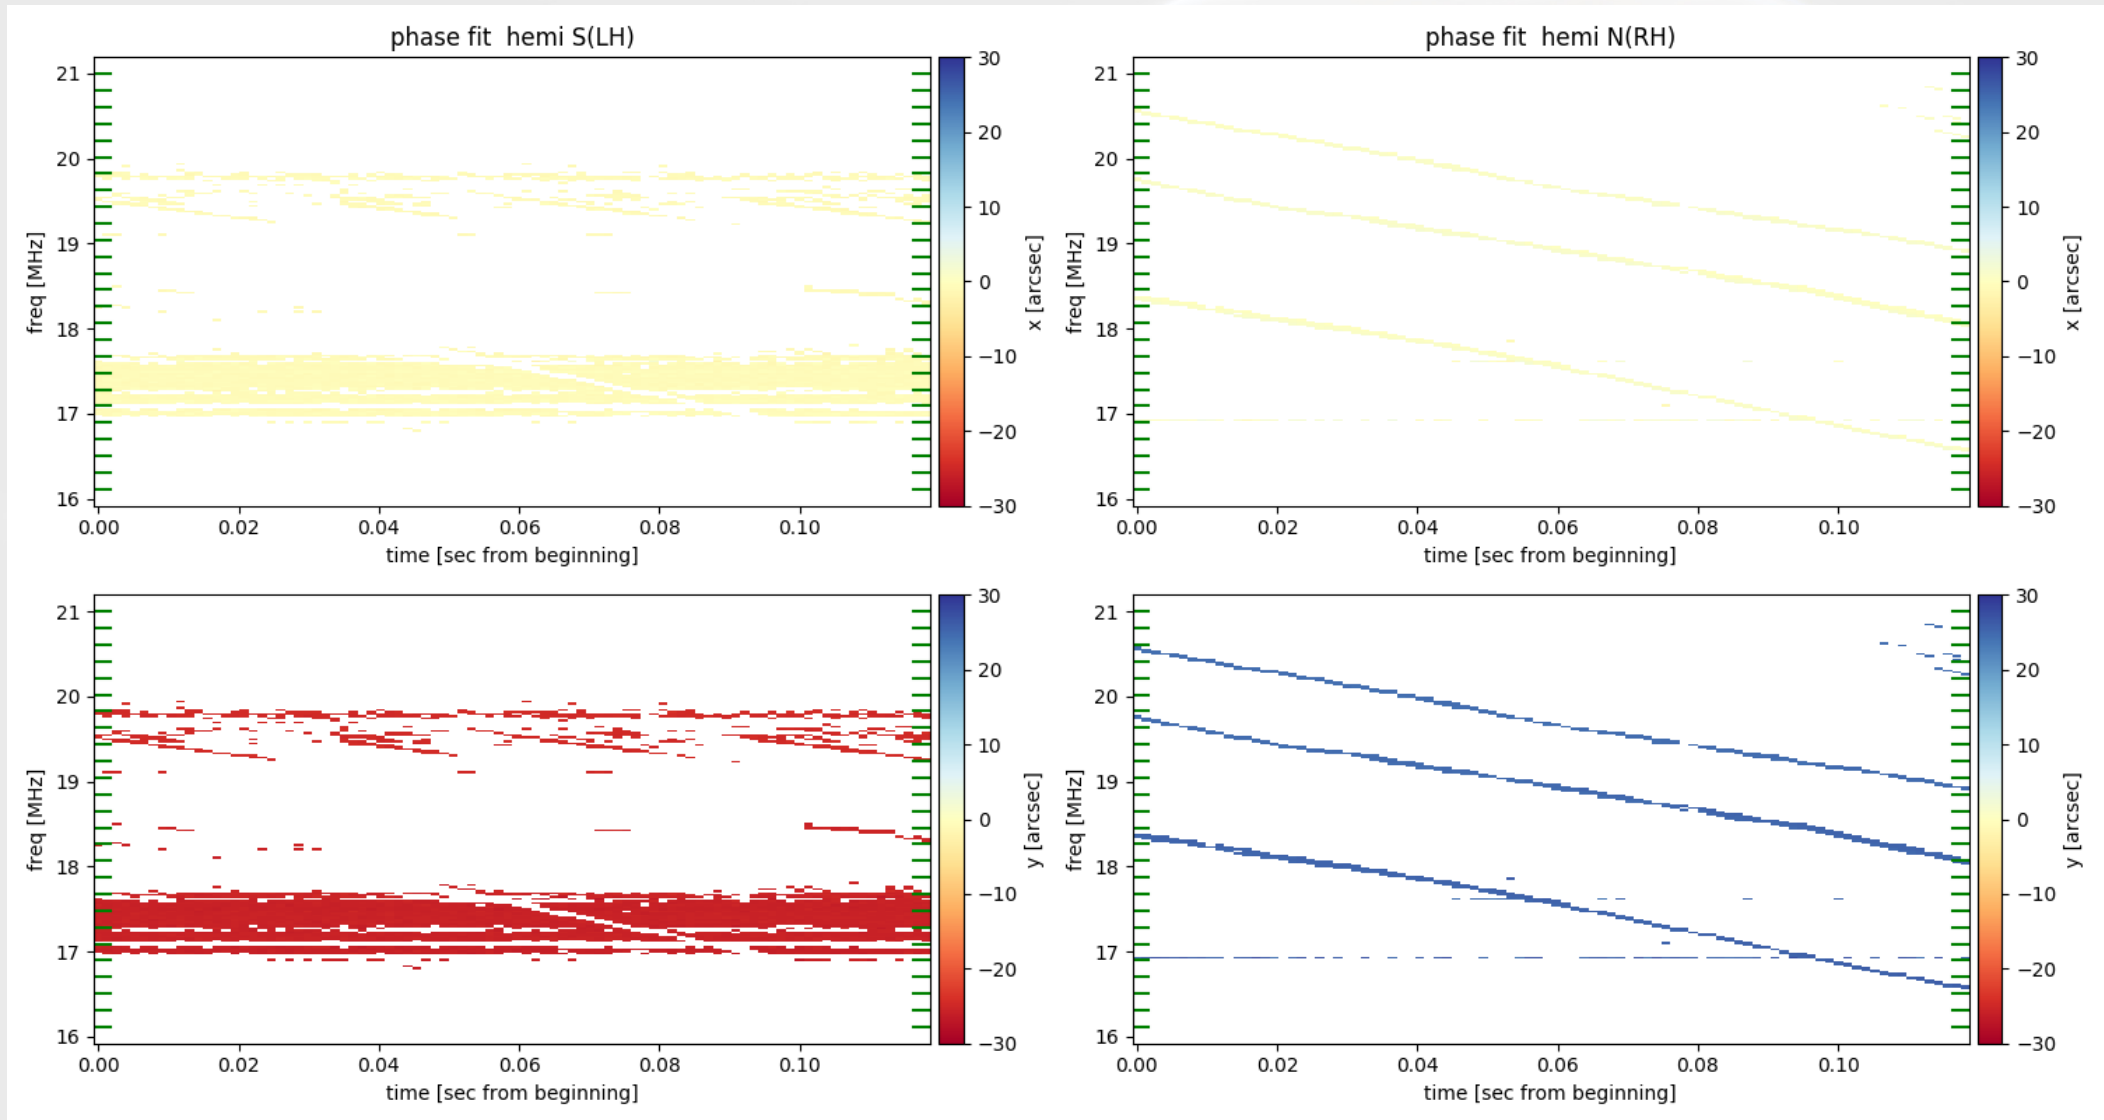 phase fit  hemi S(LH)
21
20
19
18
17
16
freq [MHz]
0.00 0.02 0.04 0.06 0.08 0.10
time [sec from beginning]
30
20
10
0
−10
−20
−30
x [arcsec]
phase fit  hemi N(RH)
21
20
19
18
17
16
freq [MHz]
0.00 0.02 0.04 0.06 0.08 0.10
time [sec from beginning]
30
20
10
0
−10
−20
−30
x [arcsec]
21
20
19
18
17
16
freq [MHz]
0.00 0.02 0.04 0.06 0.08 0.10
time [sec from beginning]
30
20
10
0
−10
−20
−30
y [arcsec]
21
20
19
18
17
16
freq [MHz]
0.00 0.02 0.04 0.06 0.08 0.10
time [sec from beginning]
30
20
10
0
−10
−20
−30
y [arcsec]